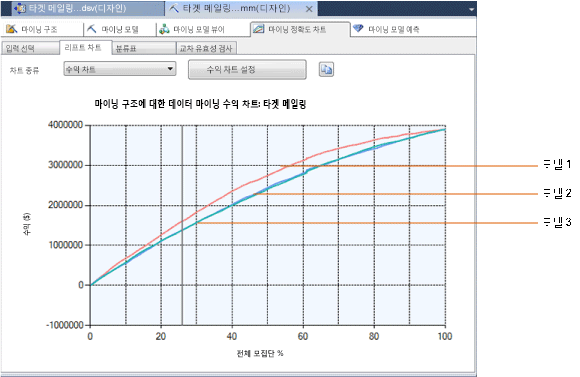 타겟 메일링...dsv(디자인) 타겟 메일링...mm(디자인)
마이닝 구조 마이닝 모델 마이닝 모델 뷰어 마이닝 정확도 차트 마이닝 모델 예측
입력 선택 리프트 차트 분류표 교차 유효성 검사
차트 종류 수익 차트 수익 차트 설정
마이닝 구조에 대한 데이터 마이닝 수익 차트: 타겟 메일링
4000000
3000000
2000000
1000000
0
-1000000
수익 ($)
0 20 40 60 80 100
전체 모집단 %
모델 1
모델 2
모델 3